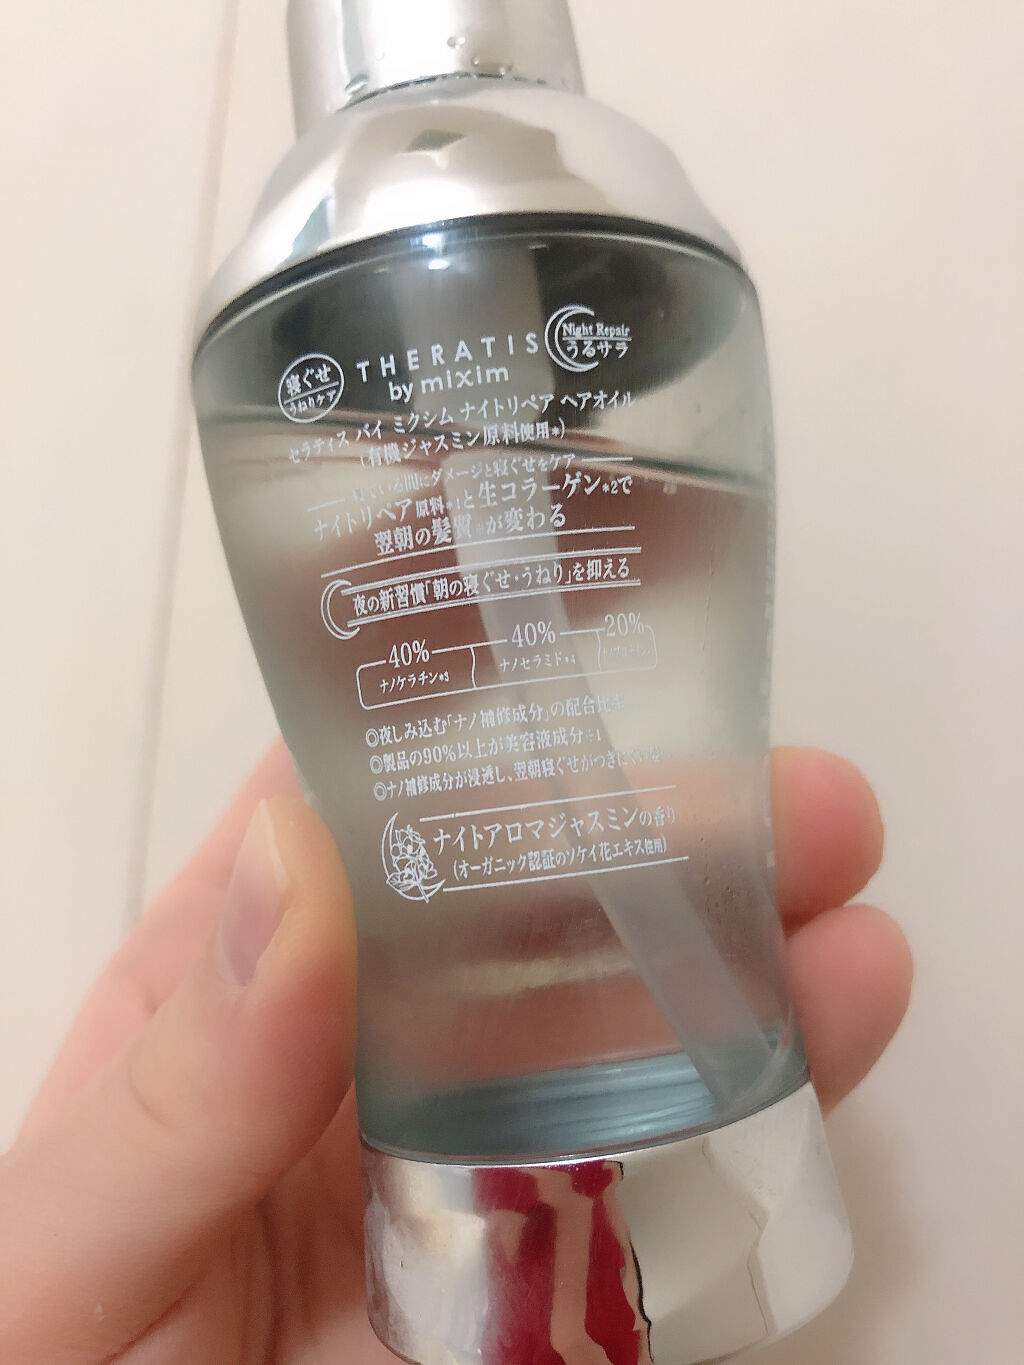 寝ぐせ
うねりケア
THERATIS
by mixim
Night Repair
うるサラ
セラティス バイ ミクシム ナイトリペア ヘアオイル
(有機ジャスミン原料使用*)
寝ている間にダメージと寝ぐせをケア
ナイトリペア原料*1と生コラーゲン*2で
翌朝の髪質*が変わる
夜の新習慣「朝の寝ぐせ・うねり」を抑える
40% 40% 20%
ナノケラチン*3 ナノセラミド*4
◎夜しみ込む「ナノ補修成分」の配合比率
◎製品の90%以上が美容液成分※1
◎ナノ補修成分が浸透し、翌朝寝ぐせがつきにくい
ナイトアロマジャスミンの香り
(オーガニック認証のソケイ花エキス使用)